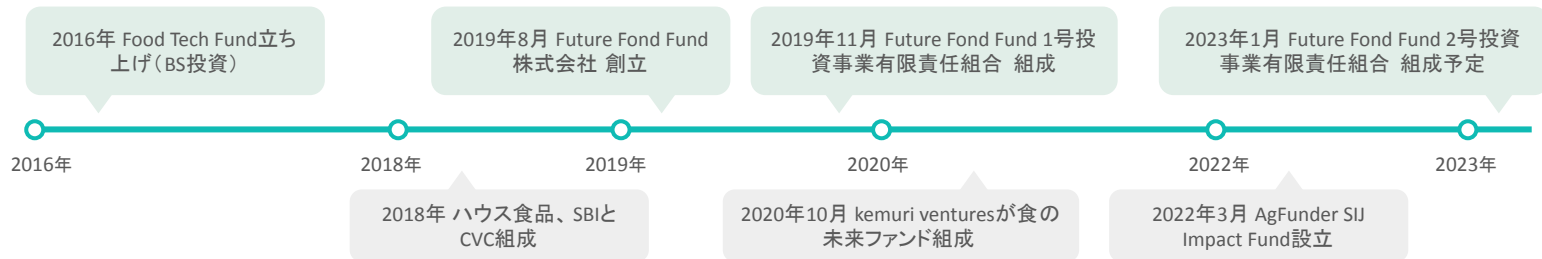 2016年 Food Tech Fund立ち
上げ（BS投資）
2019年8月 Future Fond Fund
株式会社 創立
2019年11月 Future Fond Fund 1号投
資事業有限責任組合 組成
2023年1月 Future Fond Fund 2号投資
事業有限責任組合 組成予定
2016年
2018年
2019年
2020年
2022年
2023年
2018年 ハウス食品、SBIと
CVC組成
2020年10月 kemuri venturesが食の
未来ファンド組成
2022年3月 AgFunder SIJ
Impact Fund設立